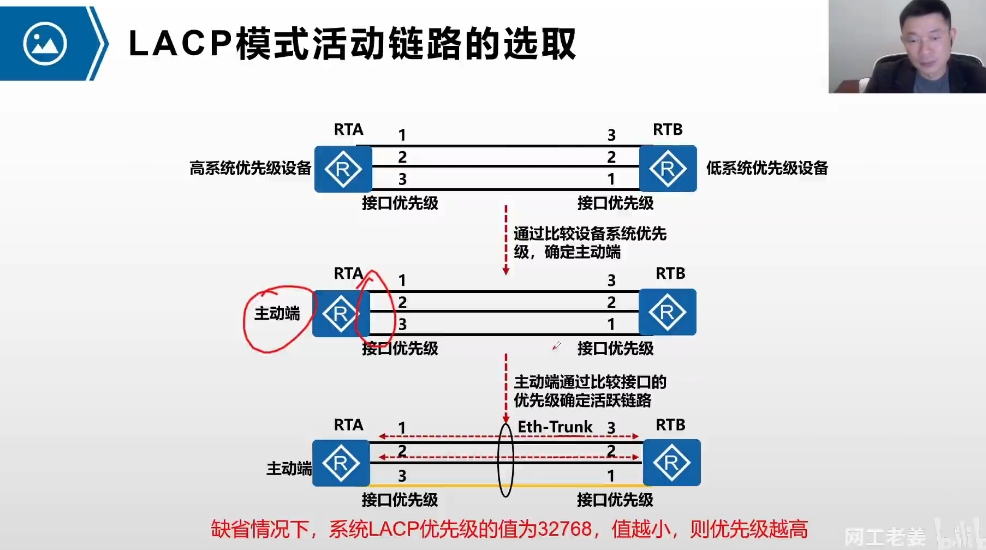 LACP模式活动链路的选取
RTA 1 3 RTB
高系统优先级设备 R 2 2 R 低系统优先级设备
3 1
接口优先级 接口优先级
通过比较设备系统优先
级，确定主动端
RTA 1 3 RTB
主动端 R 2 2 R
3 1
接口优先级 接口优先级
主动端通过比较接口的
优先级确定活跃链路
RTA 1 Eth-Trunk 3 RTB
2 2
主动端 R R
3 1
接口优先级 接口优先级
缺省情况下，系统LACP优先级的值为32768，值越小，则优先级越高
网工老姜 bilibili